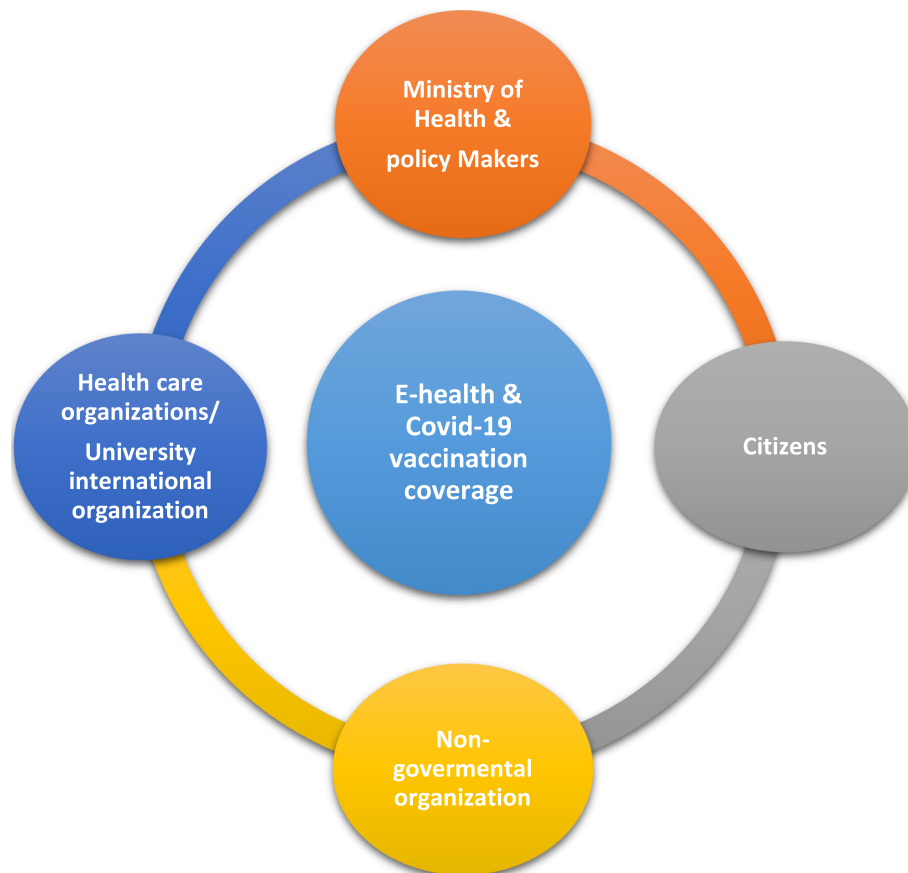 Ministry of
Health &
policy Makers
Health care
organizations/
University
international
organization
E-health &
Covid-19
vaccination
coverage
Citizens
Non-
govermental
organization